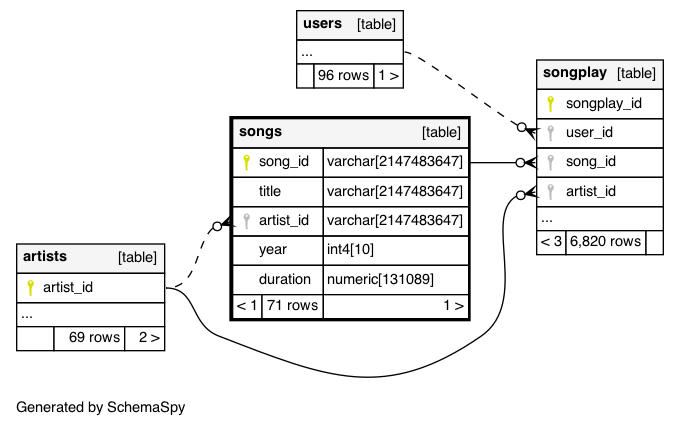 users [table]
...
96 rows 1 >
songplay [table]
songplay_id
user_id
song_id
artist_id
...
< 3 6,820 rows
songs [table]
song_id varchar[2147483647]
title varchar[2147483647]
artist_id varchar[2147483647]
year int4[10]
duration numeric[131089]
< 1 71 rows 1 >
artists [table]
artist_id
...
69 rows 2 >
Generated by SchemaSpy